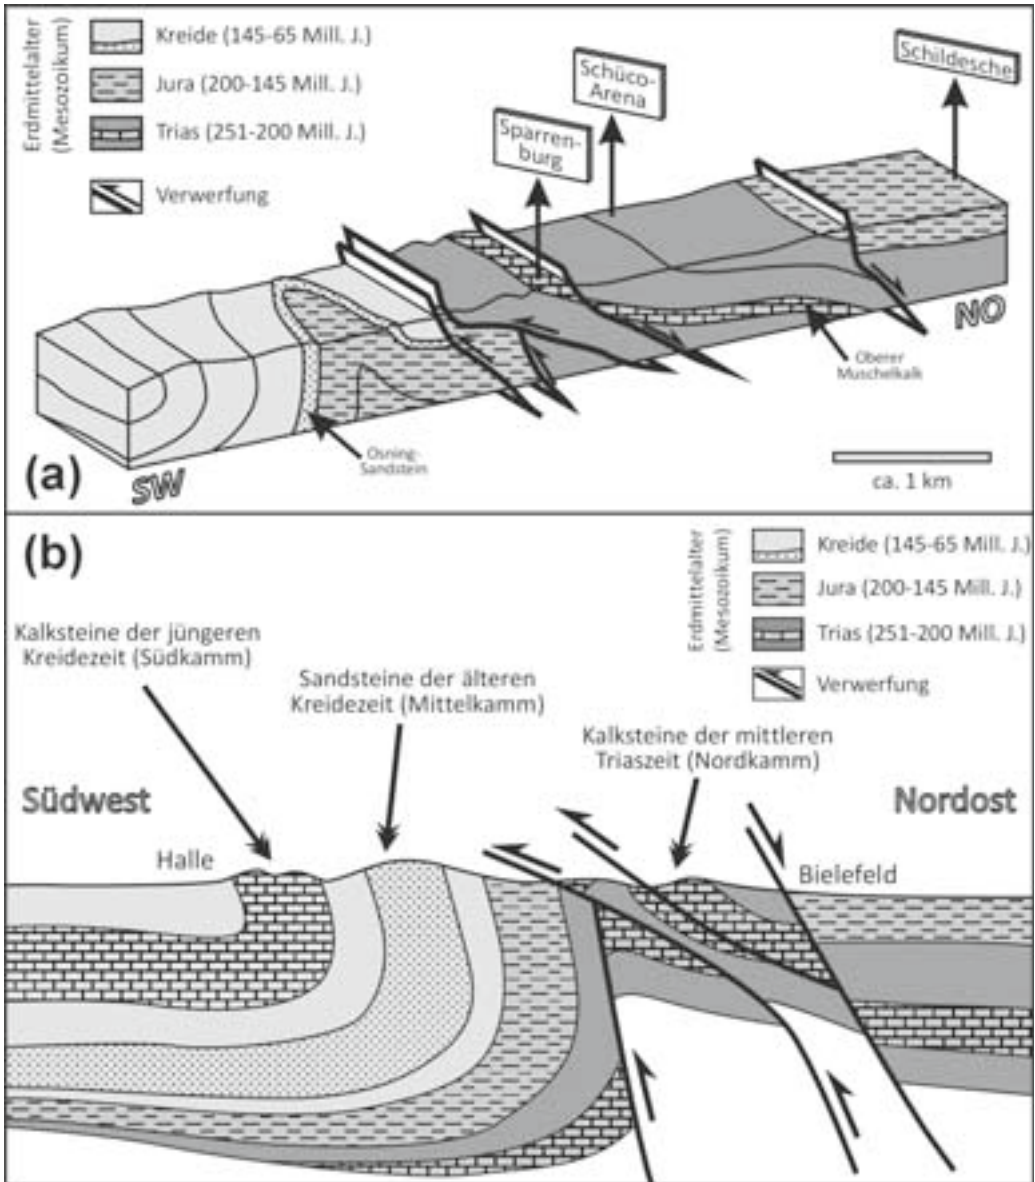 Erdmittelalter
(Mesozoikum)
Kreide (145-65 Mill. J.)
Jura (200-145 Mill. J.)
Trias (251-200 Mill. J.)
Verwerfung
Sparren-
burg
Schüco-
Arena
Schildesche
Oberer
Muschelkalk
Osning-
Sandstein
SW
NO
ca. 1 km
(a)
(b)
Erdmittelalter
(Mesozoikum)
Kreide (145-65 Mill. J.)
Jura (200-145 Mill. J.)
Trias (251-200 Mill. J.)
Verwerfung
Kalksteine der jüngeren
Kreidezeit (Südkamm)
Sandsteine der älteren
Kreidezeit (Mittelkamm)
Kalksteine der mittleren
Triaszeit (Nordkamm)
Südwest
Nordost
Halle
Bielefeld